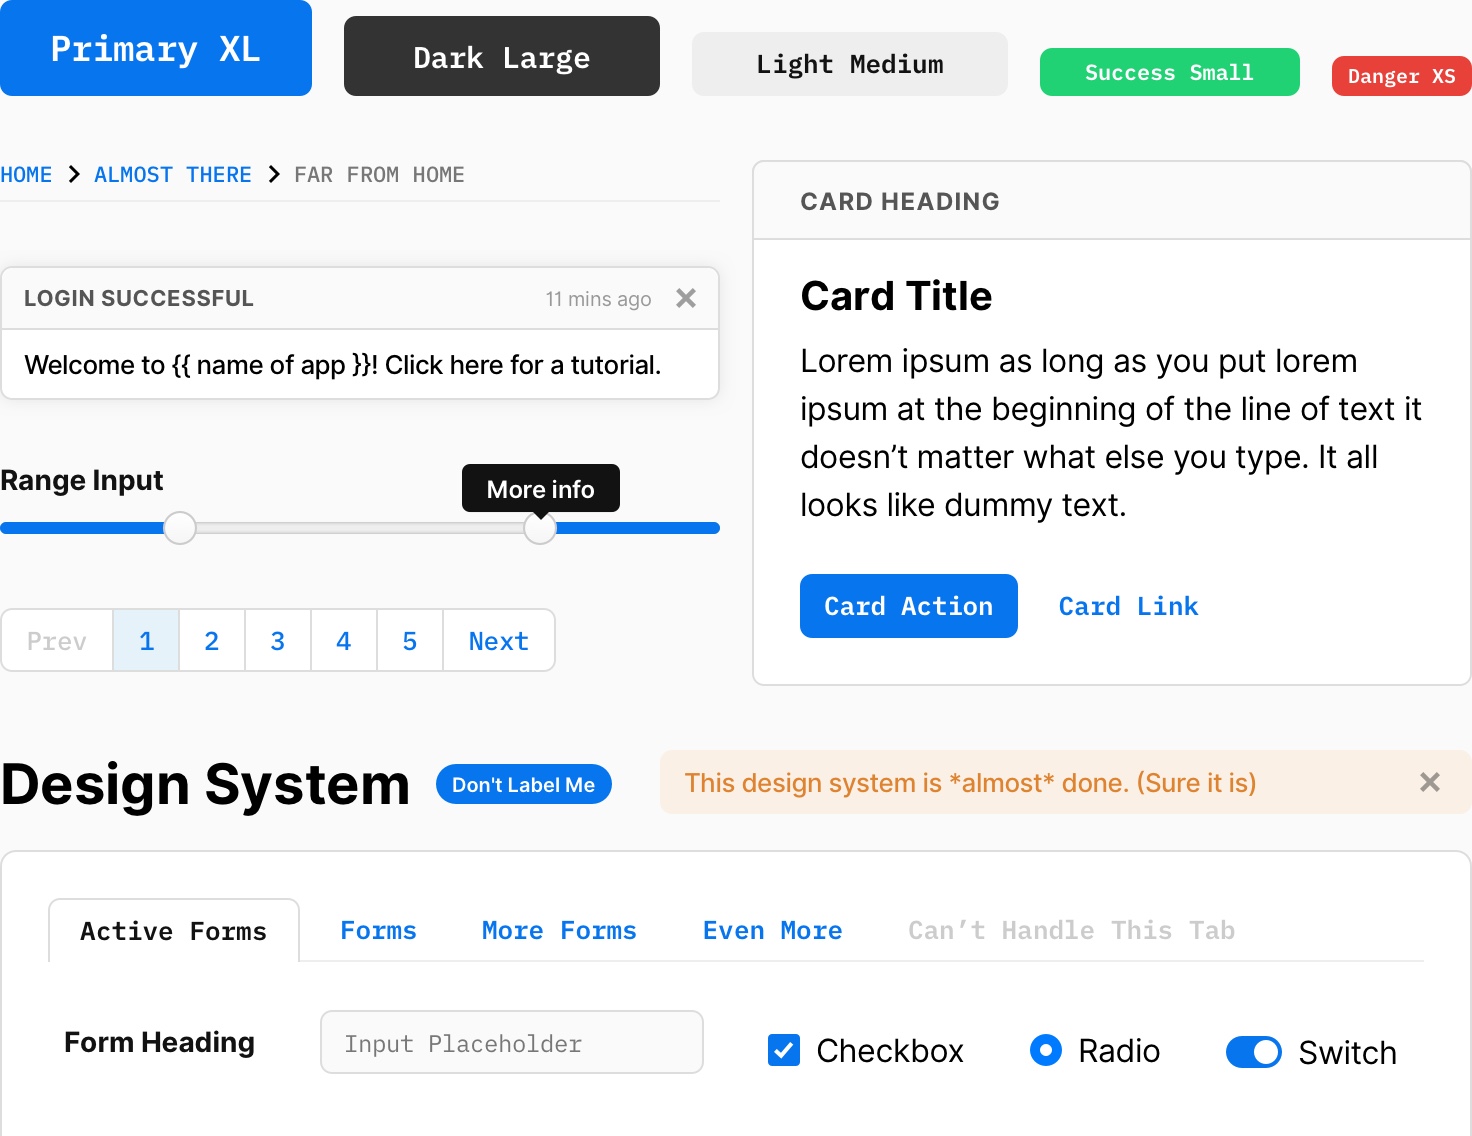 Primary XL
Dark Large
Light Medium
Success Small
Danger XS
HOME > ALMOST THERE > FAR FROM HOME
LOGIN SUCCESSFUL
11 mins ago
Welcome to {{ name of app }}! Click here for a tutorial.
Range Input
More info
Prev 1 2 3 4 5 Next
CARD HEADING
Card Title
Lorem ipsum as long as you put lorem
ipsum at the beginning of the line of text it
doesn’t matter what else you type. It all
looks like dummy text.
Card Action
Card Link
Design System
Don't Label Me
This design system is *almost* done. (Sure it is)
Active Forms
Forms
More Forms
Even More
Can’t Handle This Tab
Form Heading
Input Placeholder
Checkbox
Radio
Switch